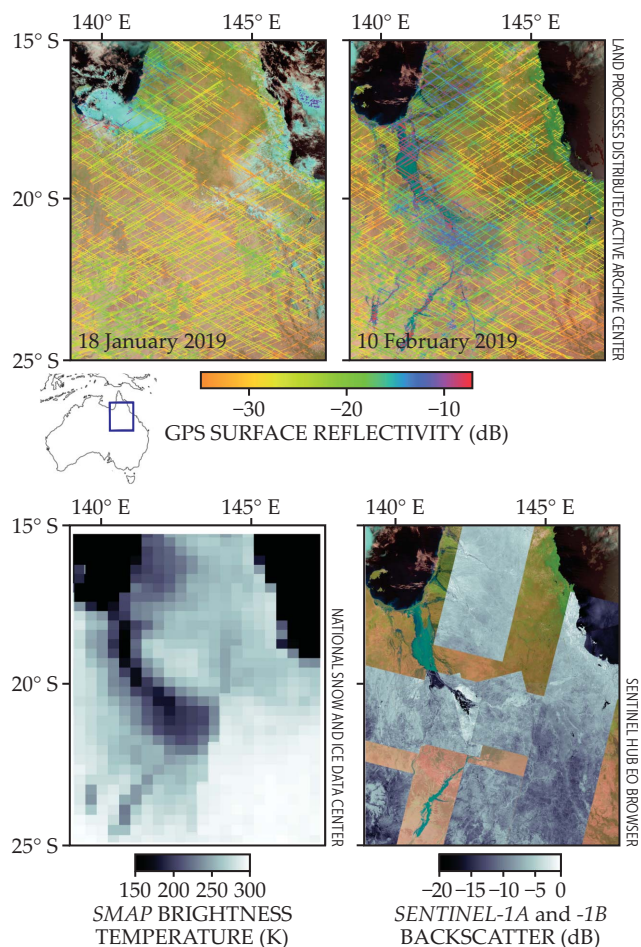 140° E 145° E
140° E 145° E
15° S
20° S
25° S
18 January 2019
10 February 2019
LAND PROCESSES DISTRIBUTED ACTIVE ARCHIVE CENTER
−30 −20 −10
GPS SURFACE REFLECTIVITY (dB)
140° E 145° E
140° E 145° E
15° S
20° S
25° S
NATIONAL SNOW AND ICE DATA CENTER
SENTINEL HUB EO BROWSER
150 200 250 300
SMAP BRIGHTNESS
TEMPERATURE (K)
−20 −15 −10 −5 0
SENTINEL-1A and -1B
BACKSCATTER (dB)